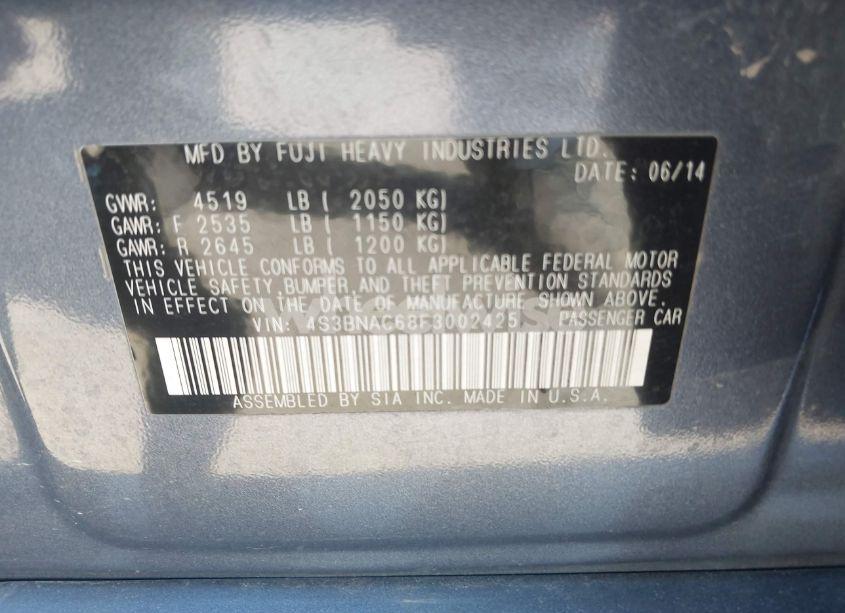 MFD BY FUJI HEAVY INDUSTRIES LTD.
DATE: 06/14
GVWR: 4519 LB ( 2050 KG)
GAWR: F 2535 LB ( 1150 KG)
GAWR: R 2645 LB ( 1200 KG)
THIS VEHICLE CONFORMS TO ALL APPLICABLE FEDERAL MOTOR
VEHICLE SAFETY,BUMPER,AND THEFT PREVENTION STANDARDS
IN EFFECT ON THE DATE OF MANUFACTURE SHOWN ABOVE.
VIN: 4S3BNAC68F3002425 PASSENGER CAR
ASSEMBLED BY SIA INC. MADE IN U.S.A.